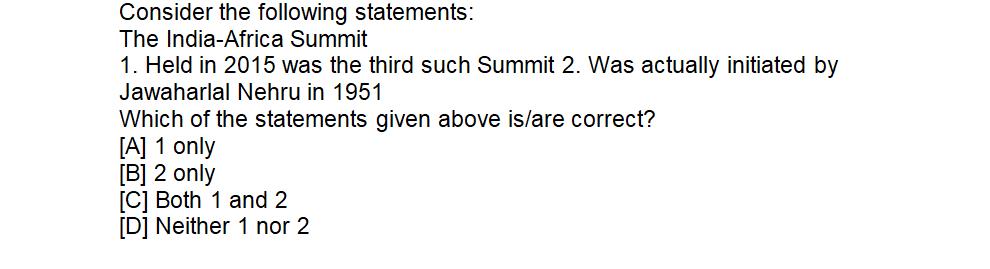 Consider the following statements:
The India-Africa Summit
1. Held in 2015 was the third such Summit 2. Was actually initiated by
Jawaharlal Nehru in 1951
Which of the statements given above is/are correct?
[A] 1 only
[B] 2 only
[C] Both 1 and 2
[D] Neither 1 nor 2